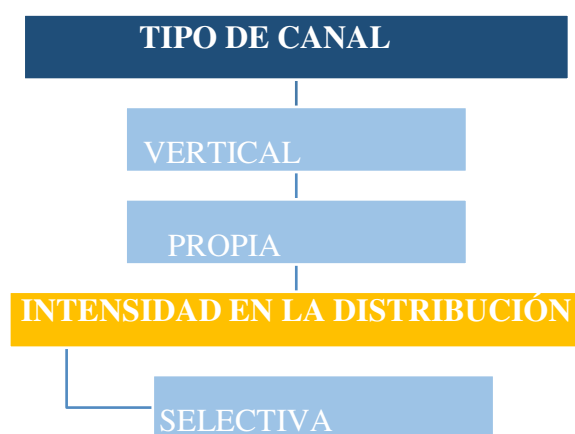 TIPO DE CANAL
VERTICAL
PROPIA
INTENSIDAD EN LA DISTRIBUCIÓN
SELECTIVA